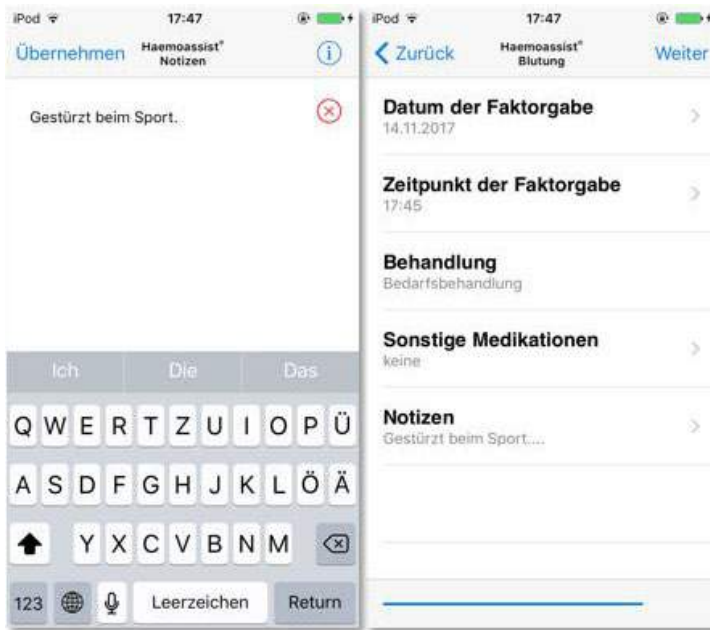 iPod 17:47
Übernehmen Haemoassist® Notizen
Gestürzt beim Sport.
Ich Die Das
Q W E R T Z U I O P Ü
A S D F G H J K L Ö Ä
Y X C V B N M
123 Leerzeichen Return
iPod 17:47
Zurück Haemoassist® Blutung Weiter
Datum der Faktorgabe
14.11.2017
Zeitpunkt der Faktorgabe
17:45
Behandlung
Bedarfsbehandlung
Sonstige Medikationen
keine
Notizen
Gestürzt beim Sport....